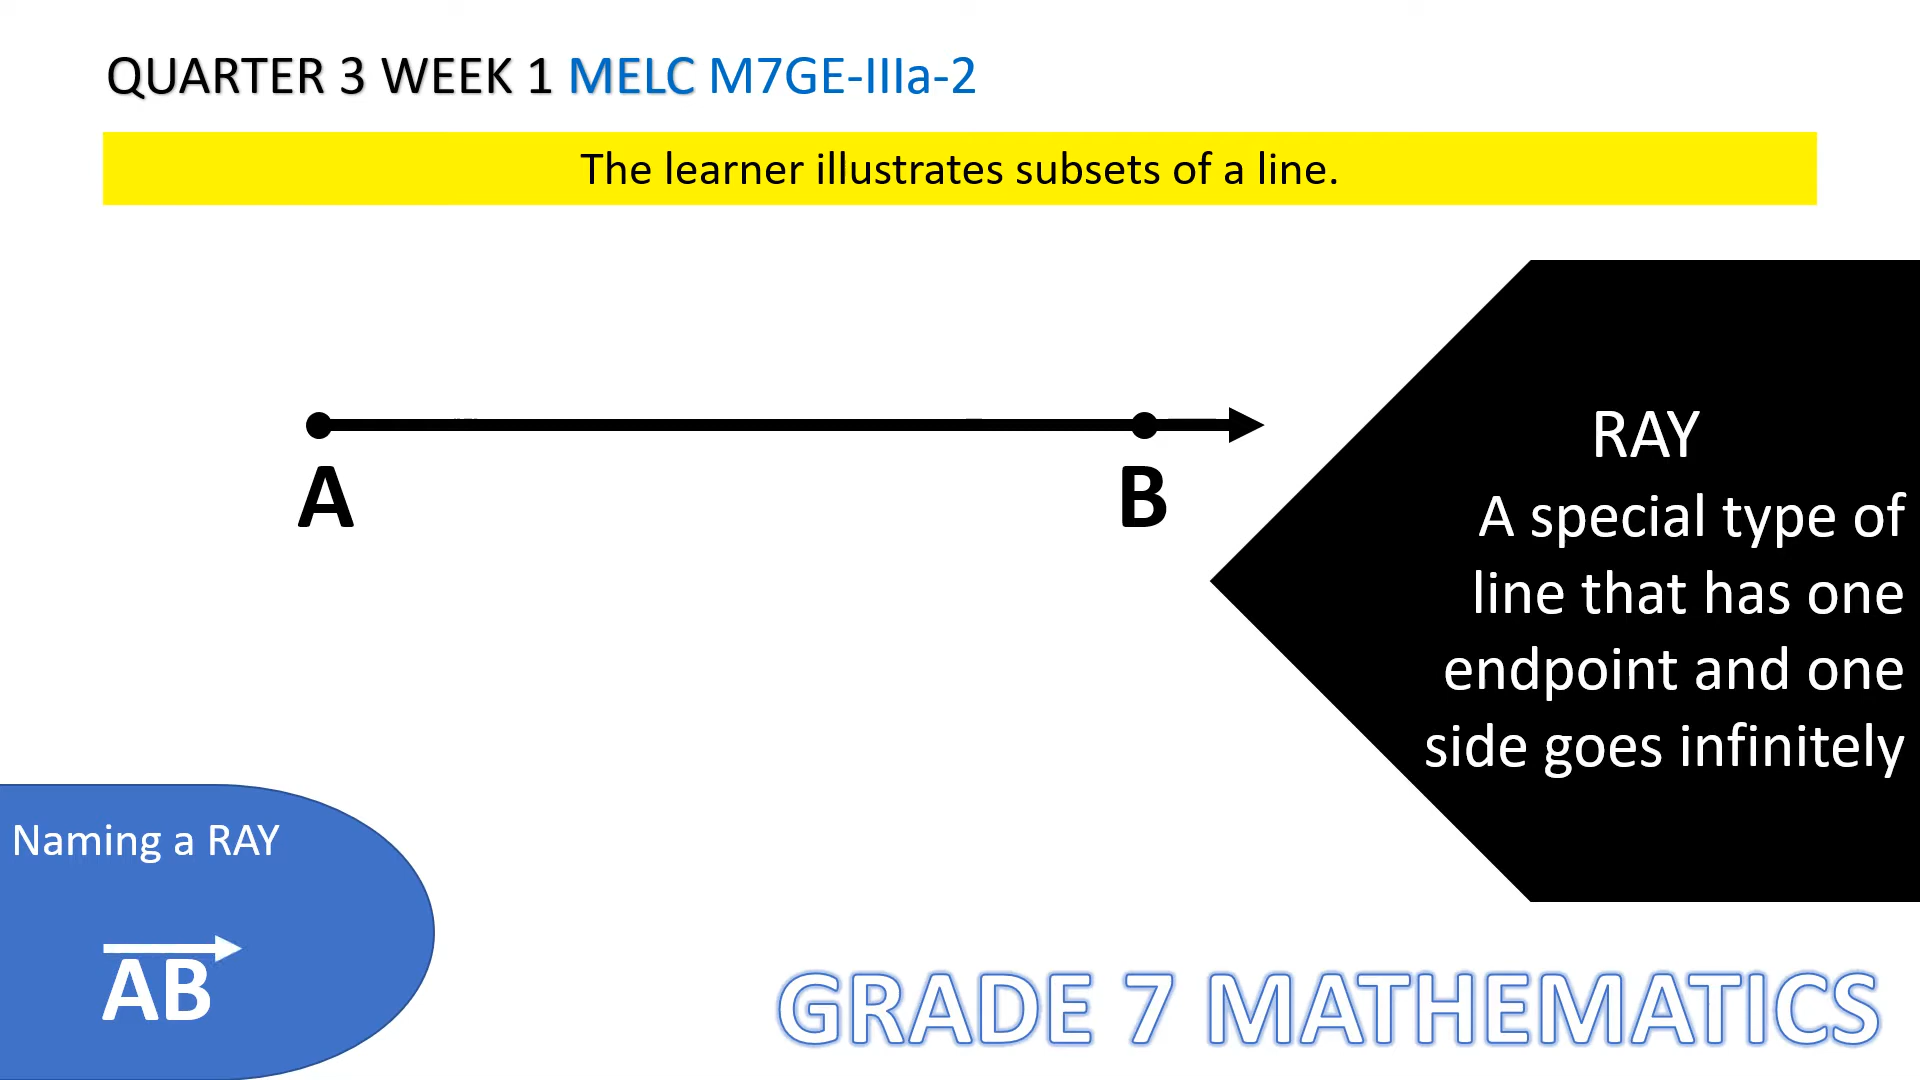 QUARTER 3 WEEK 1 MELC M7GE-IIIa-2
The learner illustrates subsets of a line.
A
B
RAY
A special type of
line that has one
endpoint and one
side goes infinitely
Naming a RAY
AB
GRADE 7 MATHEMATICS